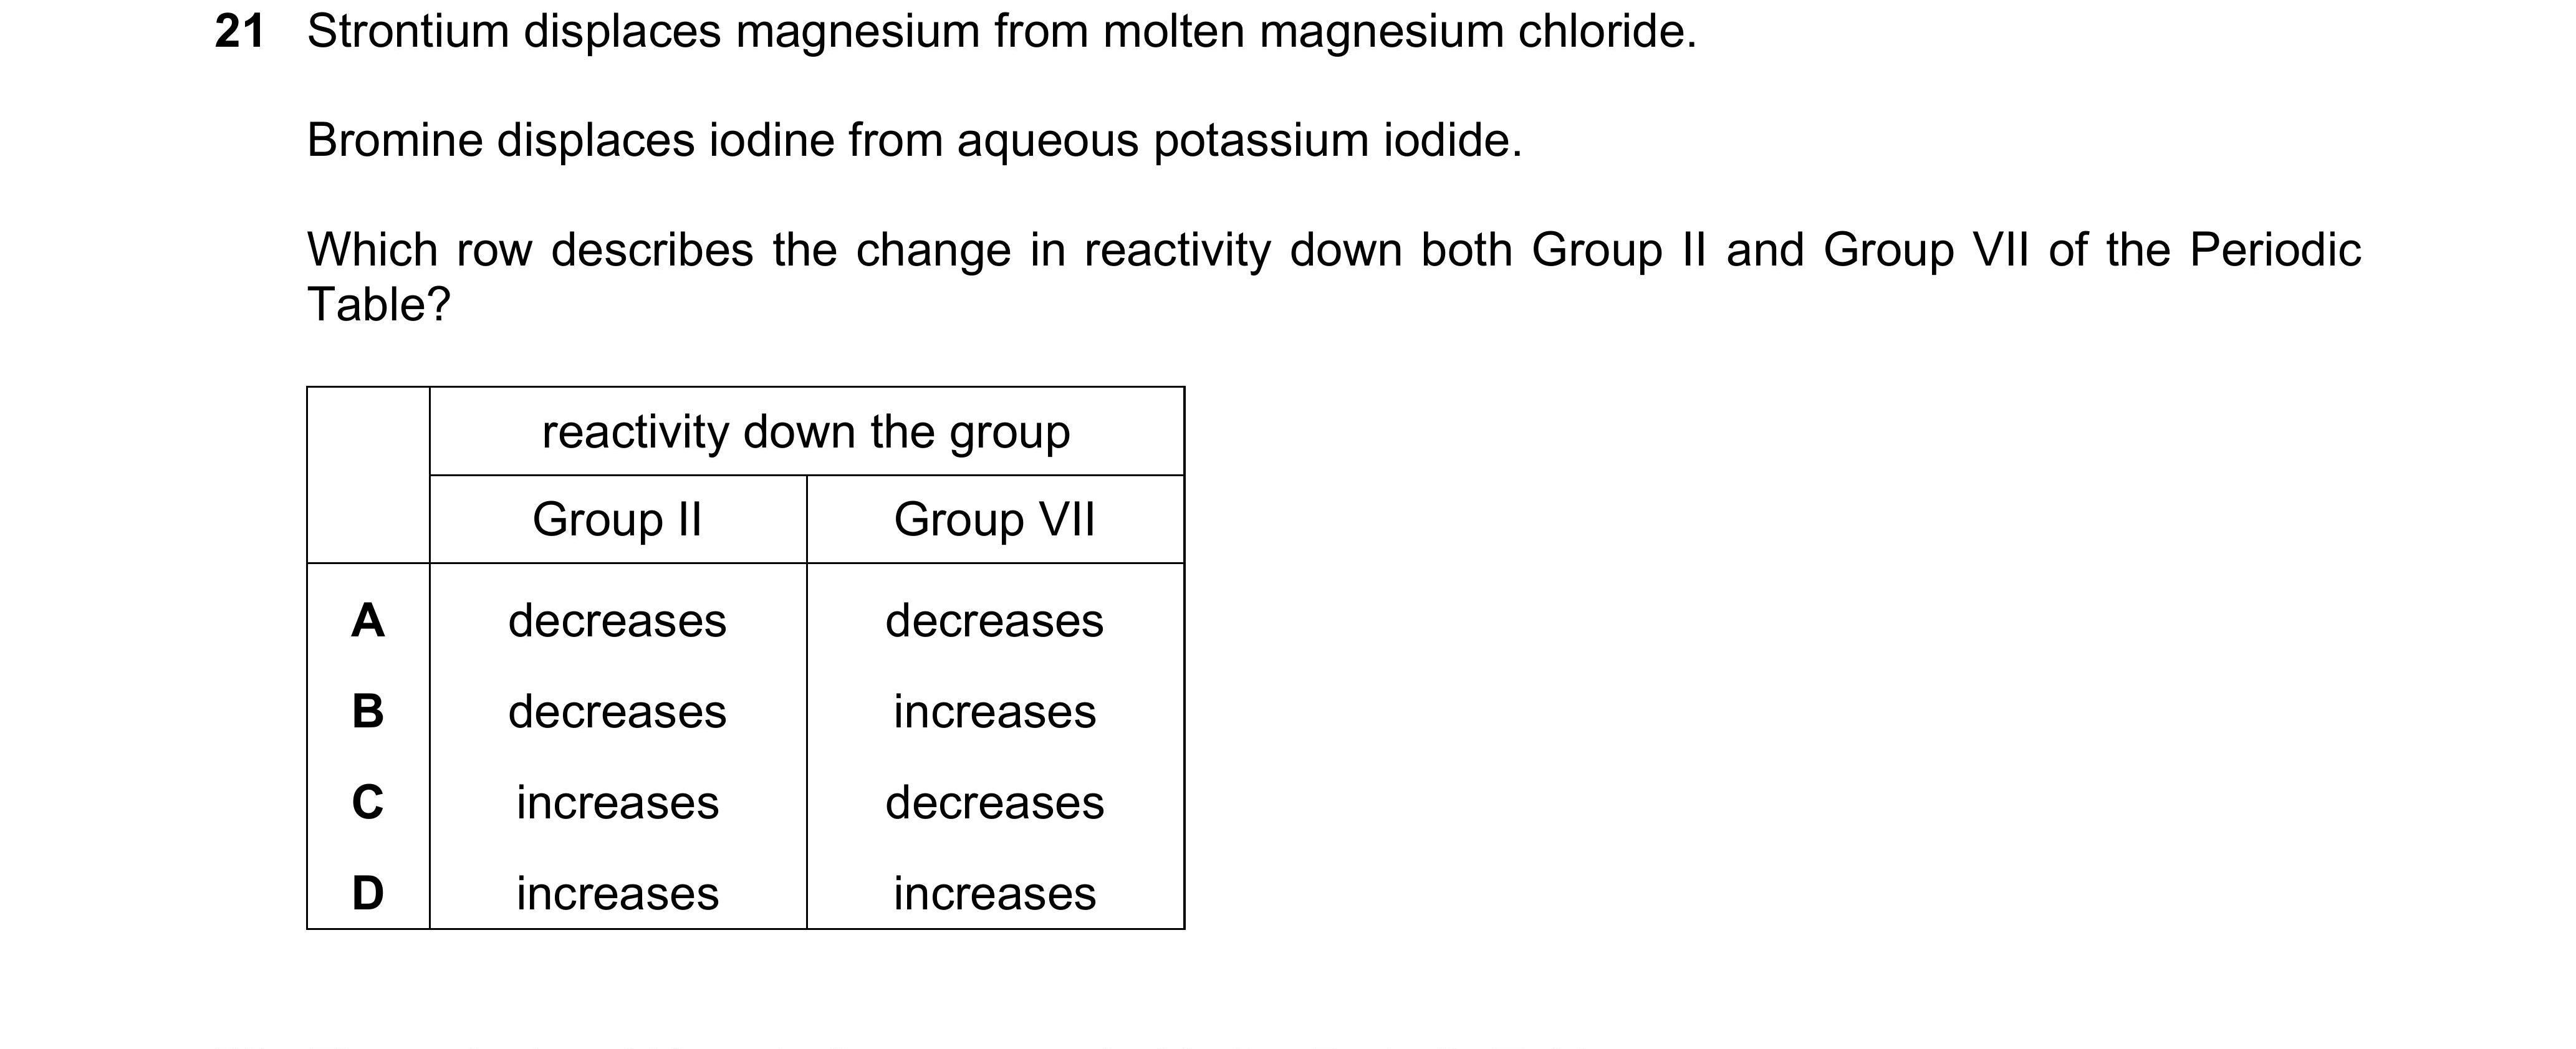 21 Strontium displaces magnesium from molten magnesium chloride.
Bromine displaces iodine from aqueous potassium iodide.
Which row describes the change in reactivity down both Group II and Group VII of the Periodic
Table?
reactivity down the group
Group II Group VII
A decreases decreases
B decreases increases
C increases decreases
D increases increases